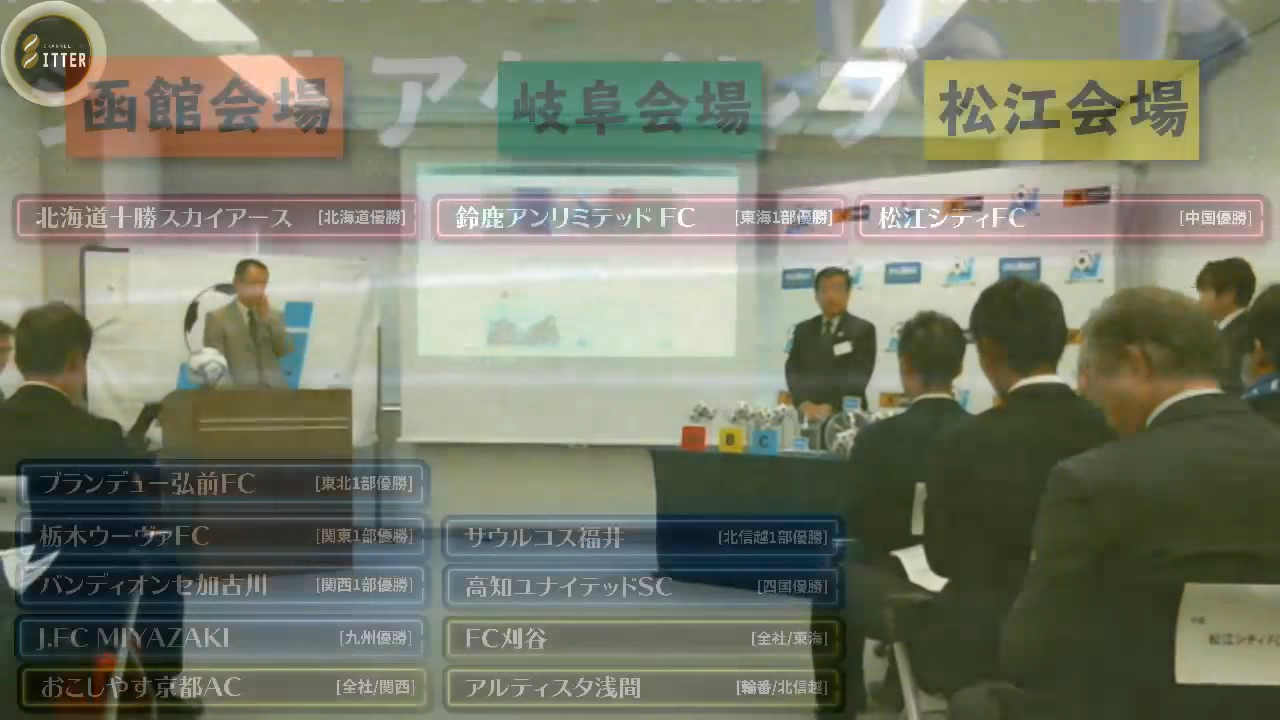 CHANNEL
BITTER
函館会場
岐阜会場
松江会場
北海道十勝スカイアース [北海道優勝]
鈴鹿アンリミテッド FC [東海1部優勝]
松江シティFC [中国優勝]
B
C
ブランデュー弘前FC [東北1部優勝]
栃木ウーヴァFC [関東1部優勝]
サウルコス福井 [北信越1部優勝]
バンディオンセ加古川 [関西1部優勝]
高知ユナイテッドSC [四国優勝]
J.FC MIYAZAKI [九州優勝]
FC刈谷 [全社/東海]
松江シティFC
おこしやす京都AC [全社/関西]
アルティスタ浅間 [輪番/北信越]